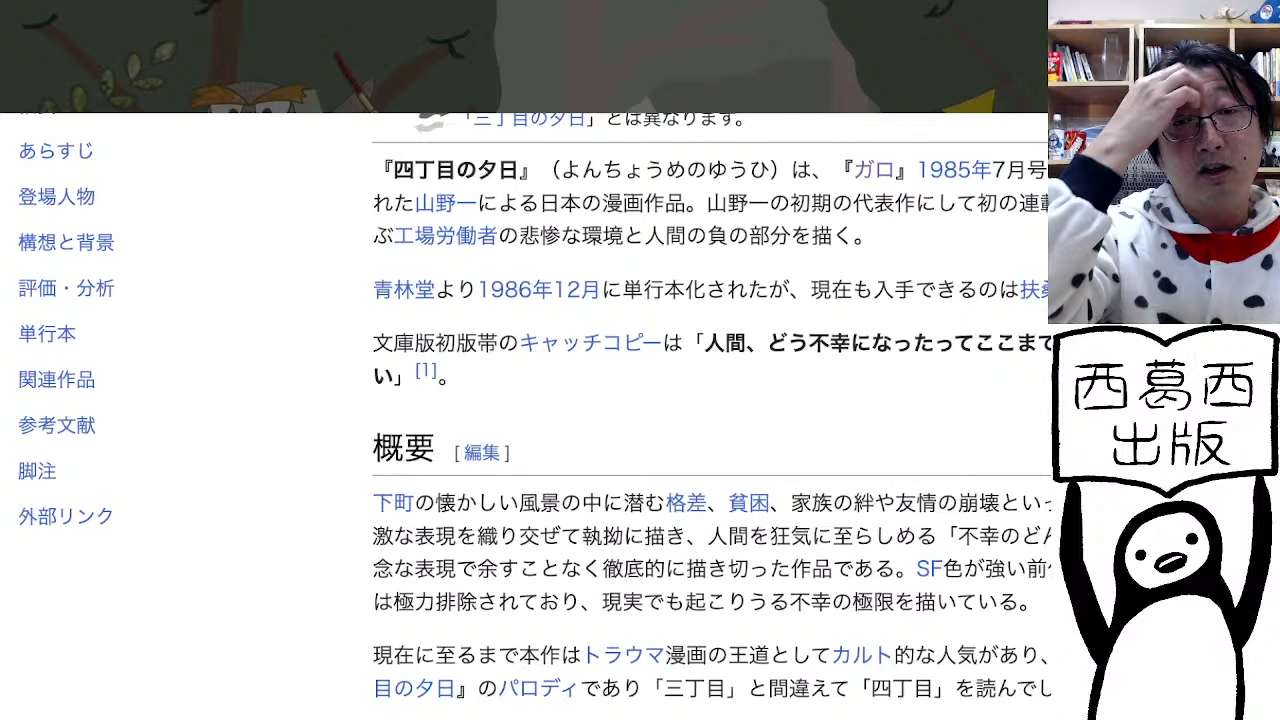 「三丁目の夕日」とは異なります。
あらすじ
登場人物
構想と背景
評価・分析
単行本
関連作品
参考文献
脚注
外部リンク
『四丁目の夕日』（よんちょうめのゆうひ）は、『ガロ』1985年7月号
れた山野一による日本の漫画作品。山野一の初期の代表作にして初の連載
ぶ工場労働者の悲惨な環境と人間の負の部分を描く。
青林堂より1986年12月に単行本化されたが、現在も入手できるのは扶桑
文庫版初版帯のキャッチコピーは「人間、どう不幸になったってここまで
い」[1]。
概要 [編集]
下町の懐かしい風景の中に潜む格差、貧困、家族の絆や友情の崩壊といっ
激な表現を織り交ぜて執拗に描き、人間を狂気に至らしめる「不幸のどん
念な表現で余すことなく徹底的に描き切った作品である。SF色が強い前
は極力排除されており、現実でも起こりうる不幸の極限を描いている。
現在に至るまで本作はトラウマ漫画の王道としてカルト的な人気があり、
目の夕日』のパロディであり「三丁目」と間違えて「四丁目」を読んでし
西葛西
出版